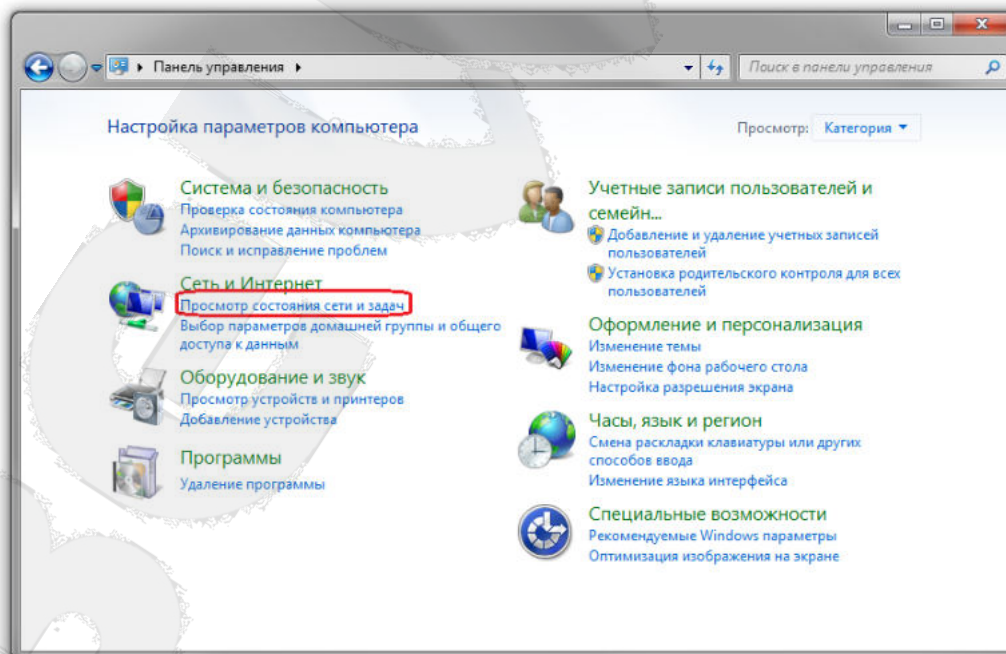 Панель управления
Поиск в панели управления
Настройка параметров компьютера
Просмотр: Категория
Система и безопасность
Проверка состояния компьютера
Архивирование данных компьютера
Поиск и исправление проблем
Сеть и Интернет
Просмотр состояния сети и задач
Выбор параметров домашней группы и общего
доступа к данным
Оборудование и звук
Просмотр устройств и принтеров
Добавление устройства
Программы
Удаление программы
Учетные записи пользователей и
семейн...
Добавление и удаление учетных записей
пользователей
Установка родительского контроля для всех
пользователей
Оформление и персонализация
Изменение темы
Изменение фона рабочего стола
Настройка разрешения экрана
Часы, язык и регион
Смена раскладки клавиатуры или других
способов ввода
Изменение языка интерфейса
Специальные возможности
Рекомендуемые Windows параметры
Оптимизация изображения на экране